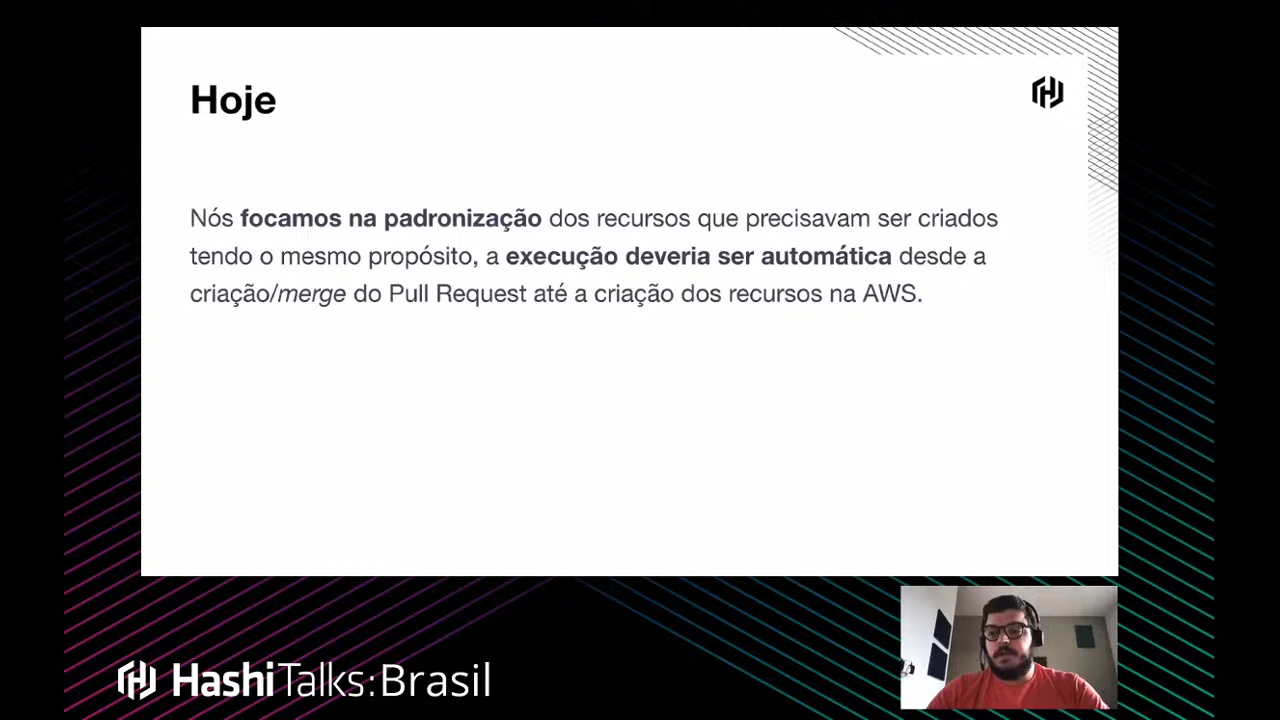 Hoje
Nós focamos na padronização dos recursos que precisavam ser criados
tendo o mesmo propósito, a execução deveria ser automática desde a
criação/merge do Pull Request até a criação dos recursos na AWS.
HashiTalks:Brasil